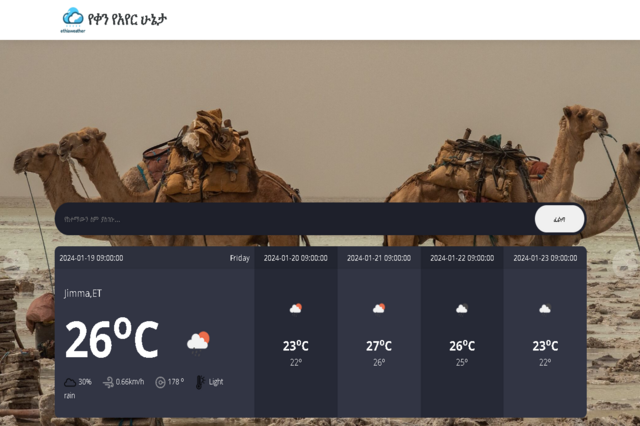 የቀን የአየር ሁኔታ
ethioweather
የከተማውን ስም ያስገቡ...
ፈልግ
2024-01-19 09:00:00 Friday
Jimma,ET
26°C
30% 0.66km/h 178 ° Light
rain
2024-01-20 09:00:00
23°C
22°
2024-01-21 09:00:00
27°C
26°
2024-01-22 09:00:00
26°C
25°
2024-01-23 09:00:00
23°C
22°